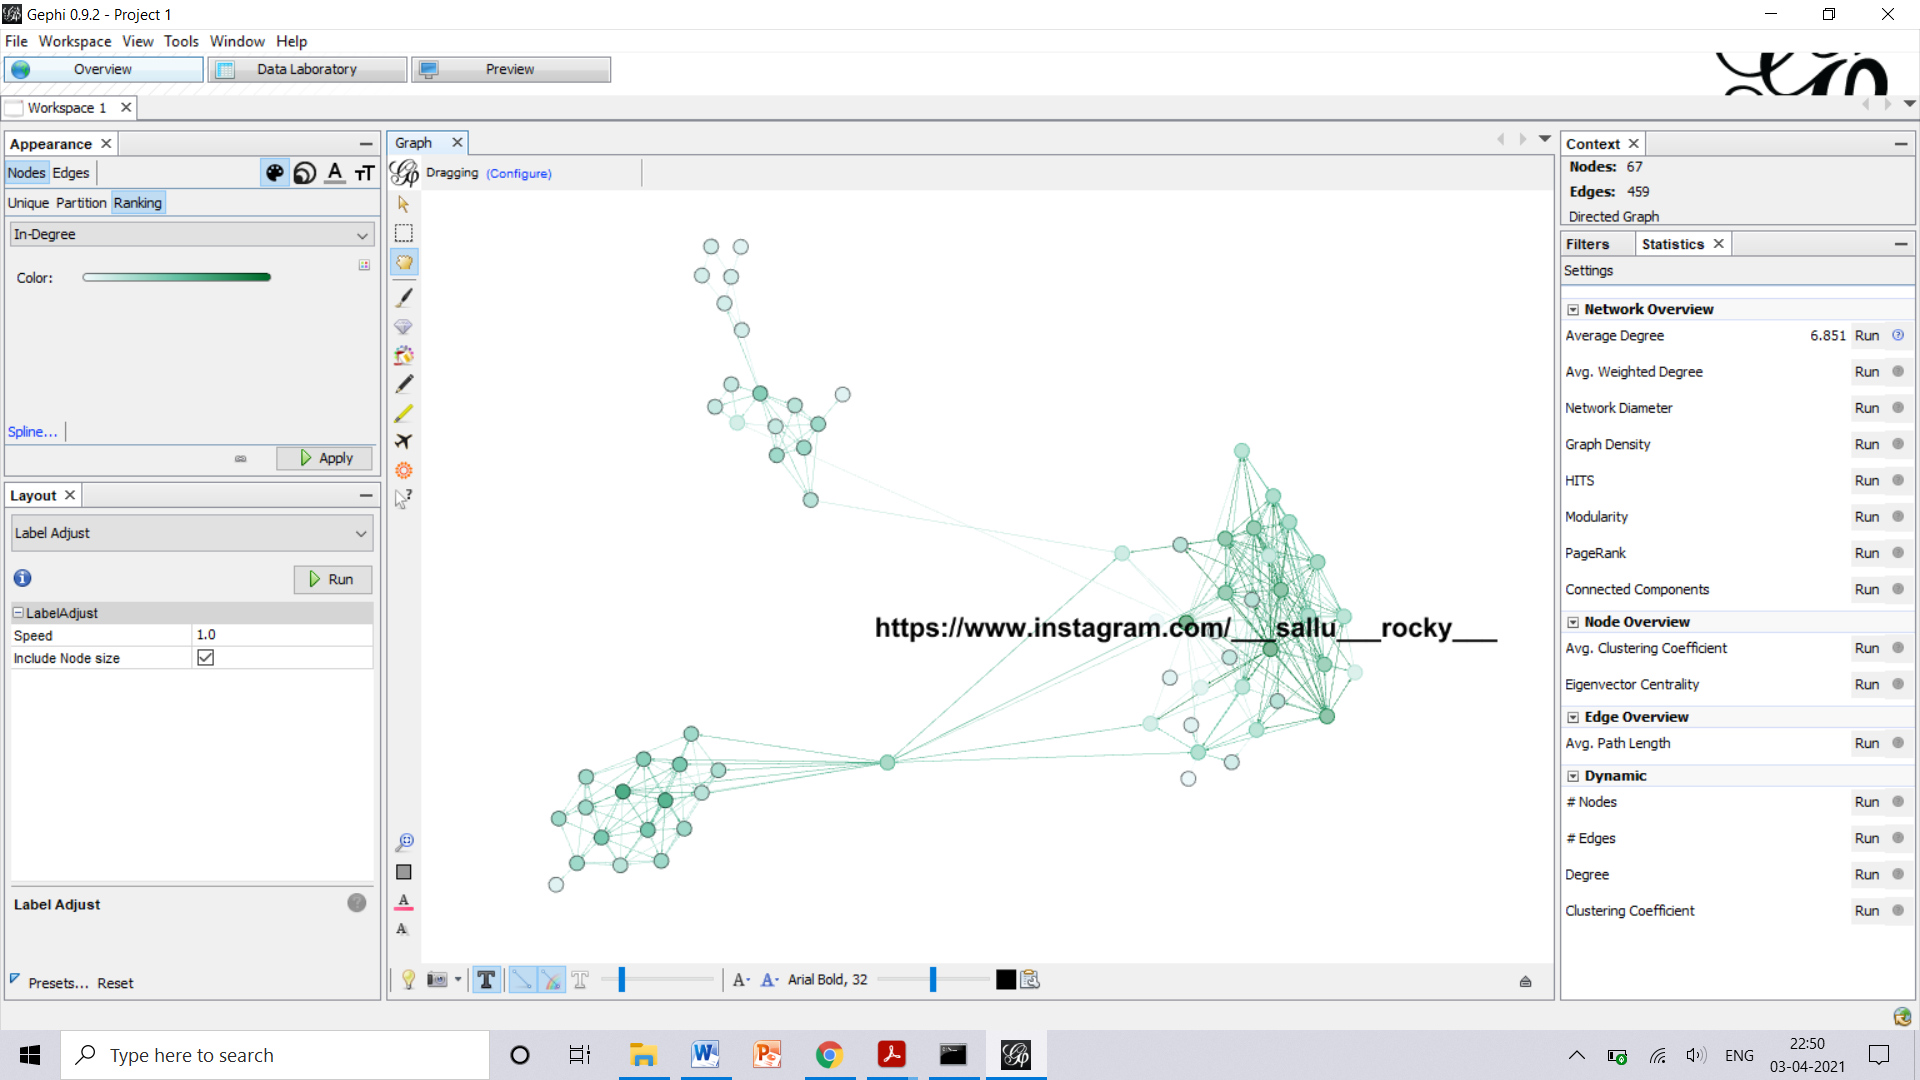 Gephi 0.9.2 - Project 1
File Workspace View Tools Window Help
Overview Data Laboratory Preview
Workspace 1
Appearance
Nodes Edges
Unique Partition Ranking
In-Degree
Color:
Spline...
Apply
Layout
Label Adjust
Run
LabelAdjust
Speed 1.0
Include Node size
Label Adjust
Presets... Reset
Graph
Dragging (Configure)
https://www.instagram.com/___sallu___rocky___
Arial Bold, 32
Context
Nodes: 67
Edges: 459
Directed Graph
Filters Statistics
Settings
Network Overview
Average Degree 6.851 Run
Avg. Weighted Degree Run
Network Diameter Run
Graph Density Run
HITS Run
Modularity Run
PageRank Run
Connected Components Run
Node Overview
Avg. Clustering Coefficient Run
Eigenvector Centrality Run
Edge Overview
Avg. Path Length Run
Dynamic
# Nodes Run
# Edges Run
Degree Run
Clustering Coefficient Run
Type here to search
ENG
22:50
03-04-2021